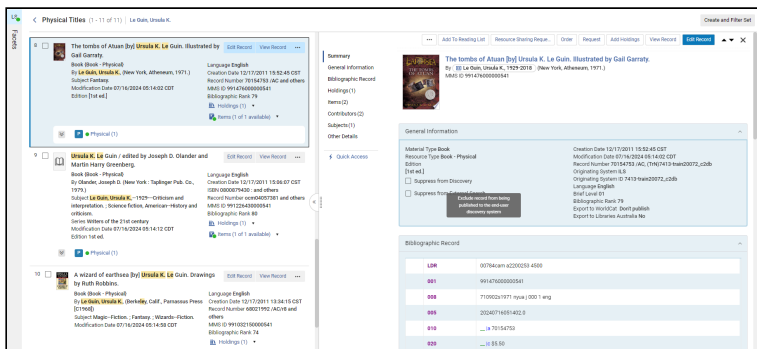 Physical Titles (1 - 11 of 11) Le Guin, Ursula K.
Create and Filter Set
Facets
8 The tombs of Atuan [by] Ursula K. Le Guin. Illustrated by Gail Garraty.
Edit Record View Record
Book (Book - Physical)
By Le Guin, Ursula K., (New York, Atheneum, 1971.)
Subject Fantasy.
Modification Date 07/16/2024 05:14:02 CDT
Edition [1st ed.]
Language English
Creation Date 12/17/2011 15:52:45 CST
Record Number 70154753 /AC and others
MMS ID 991476000000541
Bibliographic Rank 79
Holdings (1)
Items (1 of 1 available)
P Physical (1)
9 Ursula K. Le Guin / edited by Joseph D. Olander and Martin Harry Greenberg.
Edit Record View Record
Book (Book - Physical)
By Olander, Joseph D. (New York : Taplinger Pub. Co., 1979.)
Subject Le Guin, Ursula K., -1929- --Criticism and interpretation. ; Science fiction, American--History and criticism.
Series Writers of the 21st century
Modification Date 07/16/2024 05:14:12 CDT
Edition 1st ed.
Language English
Creation Date 12/17/2011 15:06:07 CST
ISBN 0800879430 : and others
Record Number ocm04057381 and others
MMS ID 991226430000541
Bibliographic Rank 80
Holdings (1)
Items (1 of 1 available)
P Physical (1)
10 A wizard of earthsea [by] Ursula K. Le Guin. Drawings by Ruth Robbins.
Edit Record View Record
Book (Book - Physical)
By Le Guin, Ursula K., (Berkeley, Calif., Parnassus Press [C1968])
Subject Magic--Fiction. ; Fantasy. ; Wizards--Fiction.
Modification Date 07/16/2024 05:14:58 CDT
Language English
Creation Date 12/17/2011 13:34:15 CST
Record Number 68021992 /AC/r8 and others
MMS ID 991032150000541
Bibliographic Rank 74
Holdings (1)
Summary
General Information
Bibliographic Record
Holdings (1)
Items (2)
Contributors (2)
Subjects (1)
Other Details
Quick Access
Add To Reading List Resource Sharing Reque... Order Request Add Holdings View Record Edit Record
The tombs of Atuan [by] Ursula K. Le Guin. Illustrated by Gail Garraty.
By Le Guin, Ursula K., 1929-2018 (New York, Atheneum, 1971.)
MMS ID 991476000000541
General Information
Material Type Book
Resource Type Book - Physical
Edition
[1st ed.]
Suppress from Discovery
Suppress from External Search
Exclude record from being published to the end-user discovery system
Creation Date 12/17/2011 15:52:45 CST
Modification Date 07/16/2024 05:14:02 CDT
Record Number 70154753 /AC, (TrN)7413-train20072_c2db
Originating System ILS
Originating System ID 7413-train20072_c2db
Language English
Brief Level 01
Bibliographic Rank 79
Export to WorldCat Don't publish
Export to Libraries Australia No
Bibliographic Record
LDR 00784cam a2200253 4500
001 991476000000541
008 710902s1971 nyua j 000 1 eng
005 20240716051402.0
010 __ |a 70154753
020 __ |c $5.50